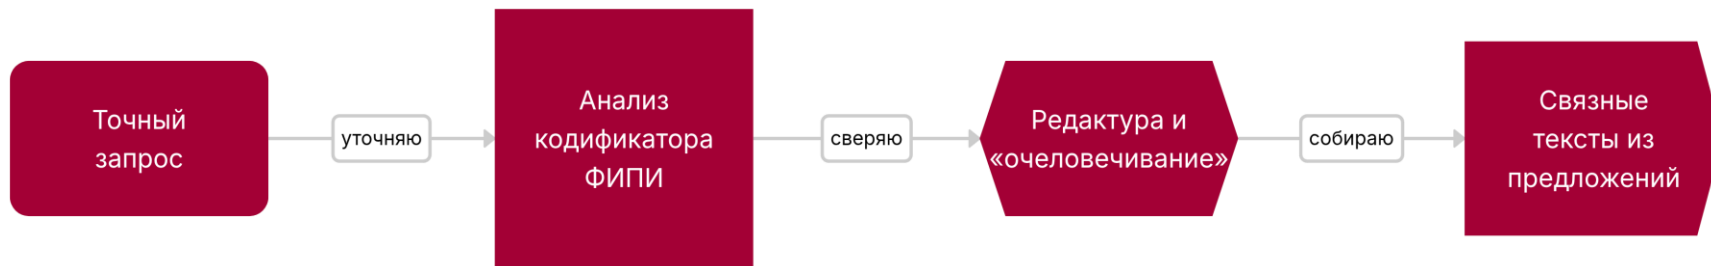 Точный
запрос
уточняю
Анализ
кодификатора
ФИПИ
сверяю
Редактура и
«очеловечивание»
собираю
Связные
тексты из
предложений